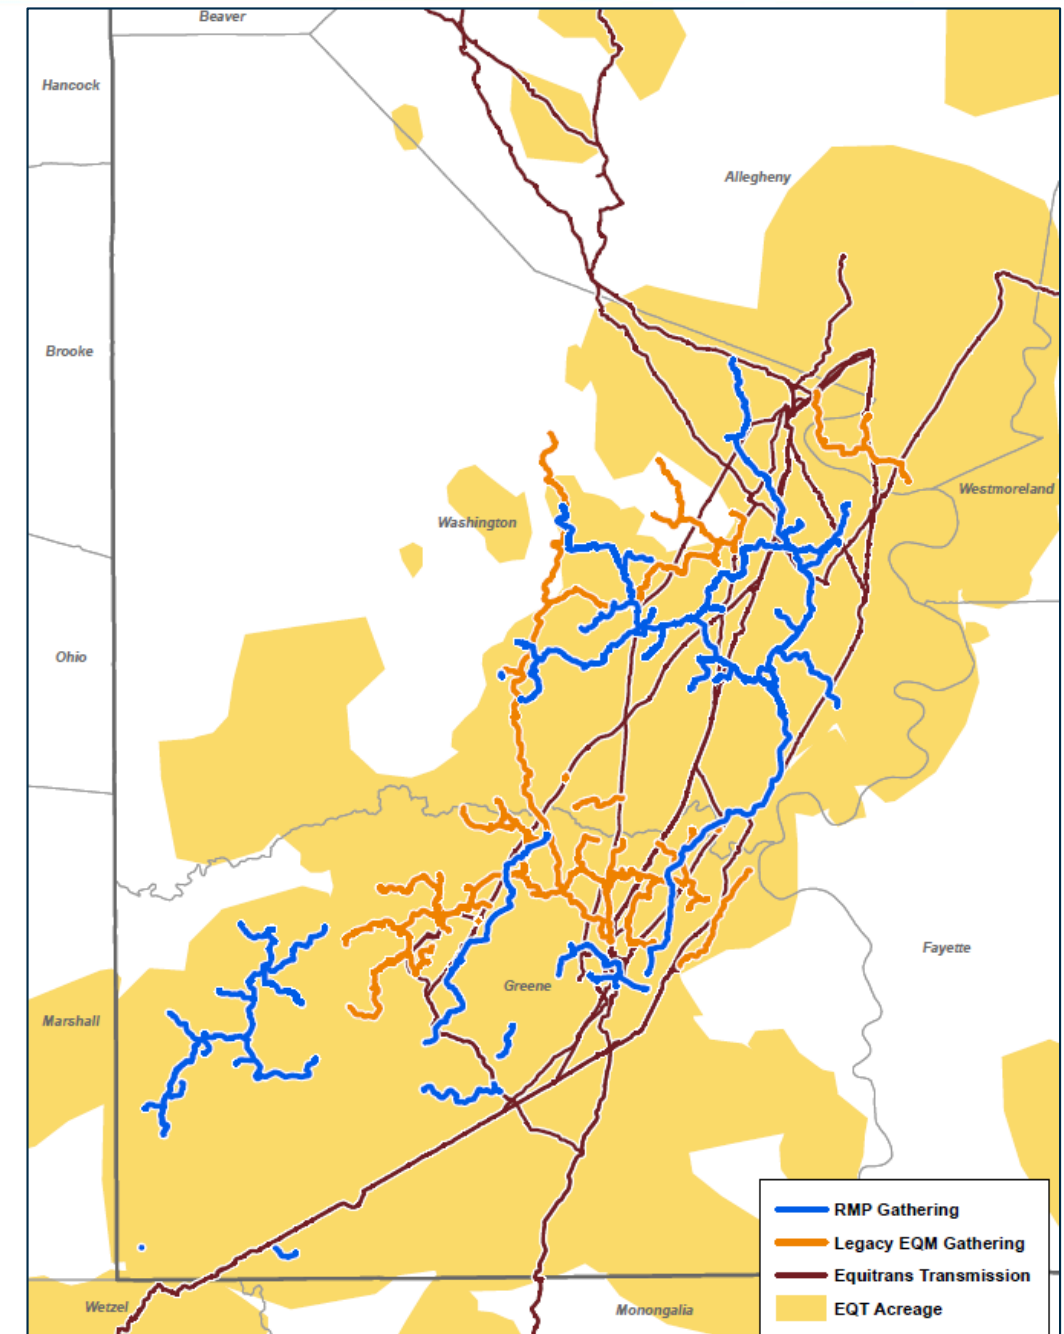 Beaver
Hancock
Allegheny
Brooke
Westmoreland
Washington
Ohio
Fayette
Greene
Marshall
Wetzel
Monongalia
RMP Gathering
Legacy EQM Gathering
Equitrans Transmission
EQT Acreage